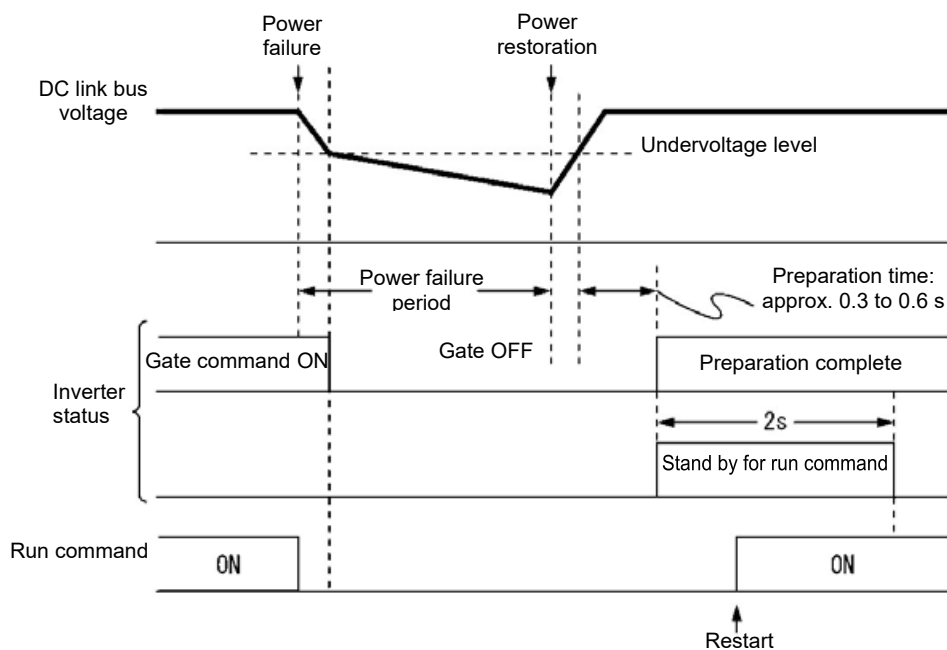 Power
failure
Power
restoration
DC link bus
voltage
Undervoltage level
Power failure
period
Preparation time:
approx. 0.3 to 0.6 s
Gate command ON
Gate OFF
Preparation complete
Inverter
status
2s
Stand by for run command
Run command
ON
ON
Restart